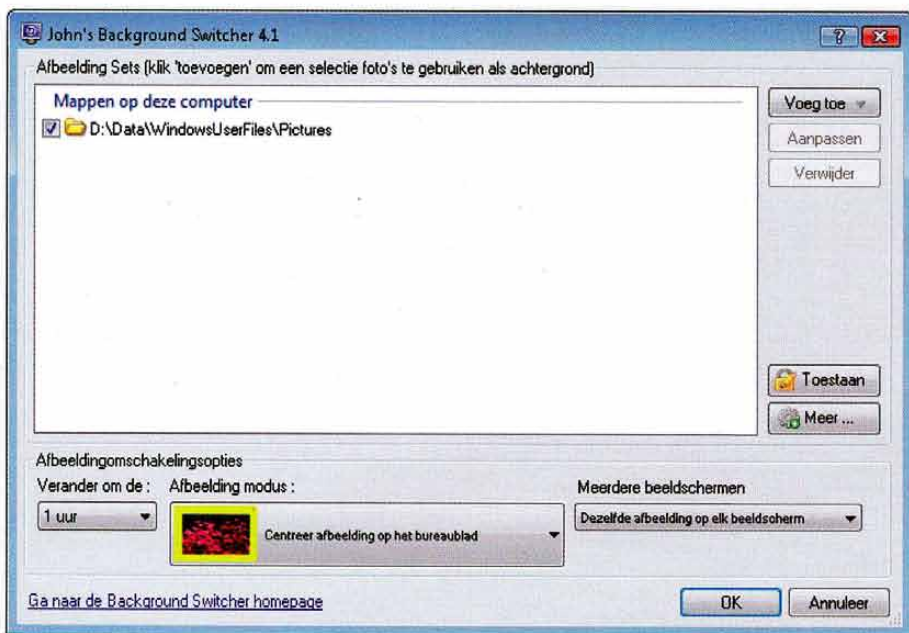 John's Background Switcher 4.1
Afbeelding Sets (klik 'toevoegen' om een selectie foto's te gebruiken als achtergrond)
Mappen op deze computer
D:\Data\WindowsUserFiles\Pictures
Voeg toe
Aanpassen
Verwijder
Toestaan
Meer ...
Afbeeldingomschakelingsopties
Verander om de :
Afbeelding modus :
Meerdere beeldschermen
1 uur
Centreer afbeelding op het bureaublad
Dezelfde afbeelding op elk beeldscherm
Ga naar de Background Switcher homepage
OK
Annuleer